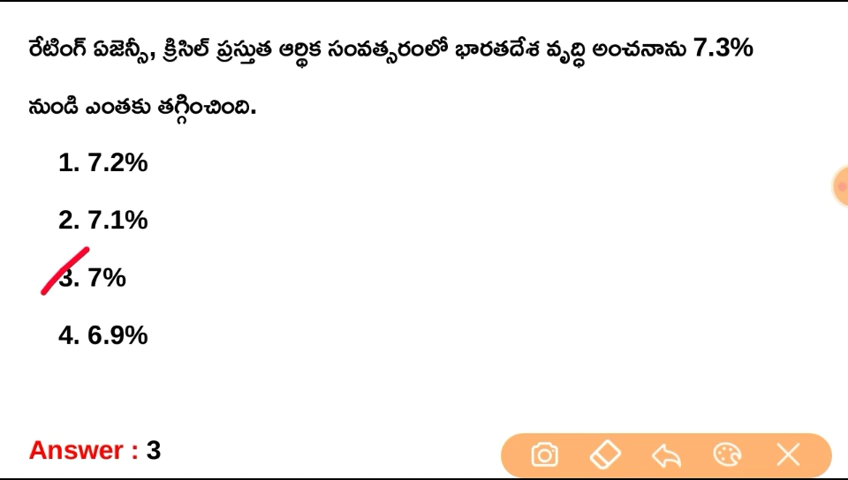 రేటింగ్ ఏజెన్సీ, క్రిసిల్ ప్రస్తుత ఆర్థిక సంవత్సరంలో భారతదేశ వృద్ధి అంచనాను 7.3%
నుండి ఎంతకు తగ్గించింది.
1. 7.2%
2. 7.1%
3. 7%
4. 6.9%
Answer : 3